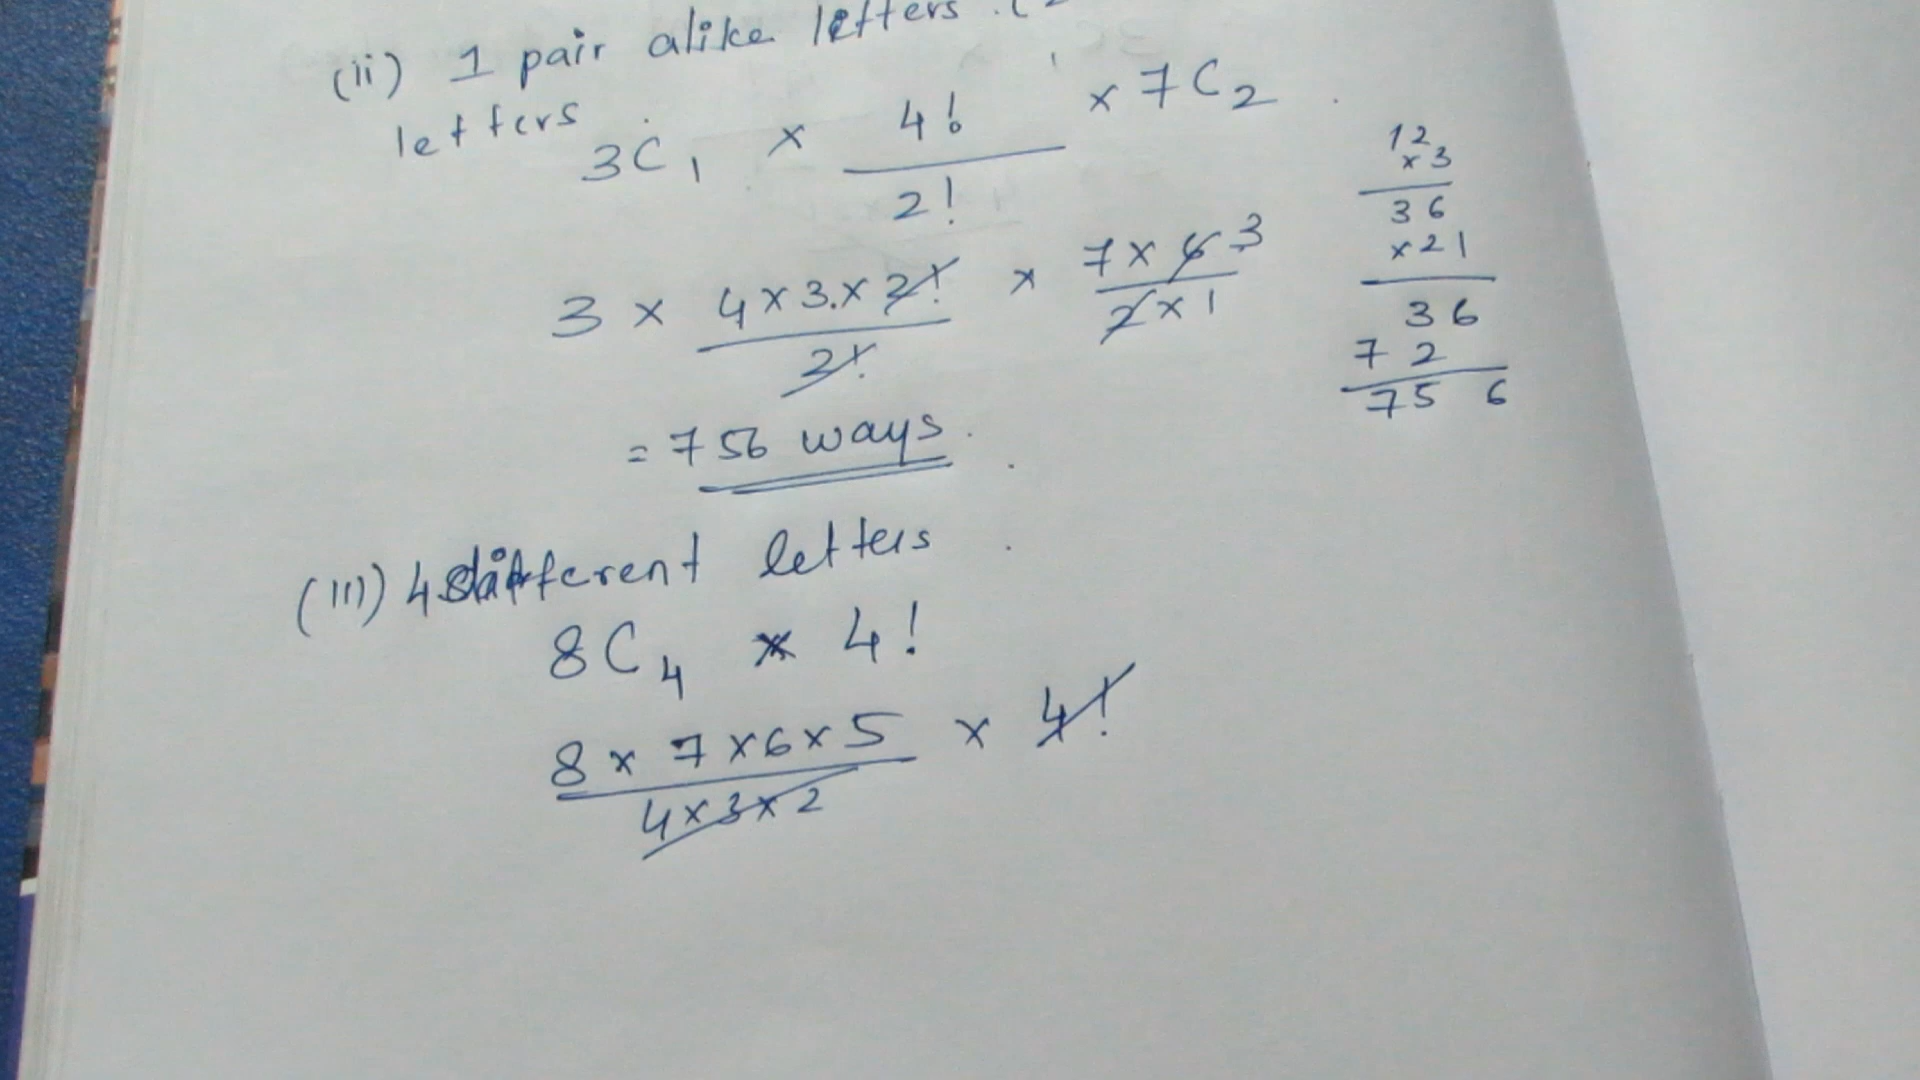 (ii) 1 pair alike letters. (2
letters
3C1 × 4! / 2! × 7C2
3 × 4×3.×2! / 2! × 7×6 3 / 2×1
= 756 ways.
(III) 4 different letters
8C4 × 4!
8×7×6×5 / 4×3×2 × 4!
12
×3
36
×21
36
72
756